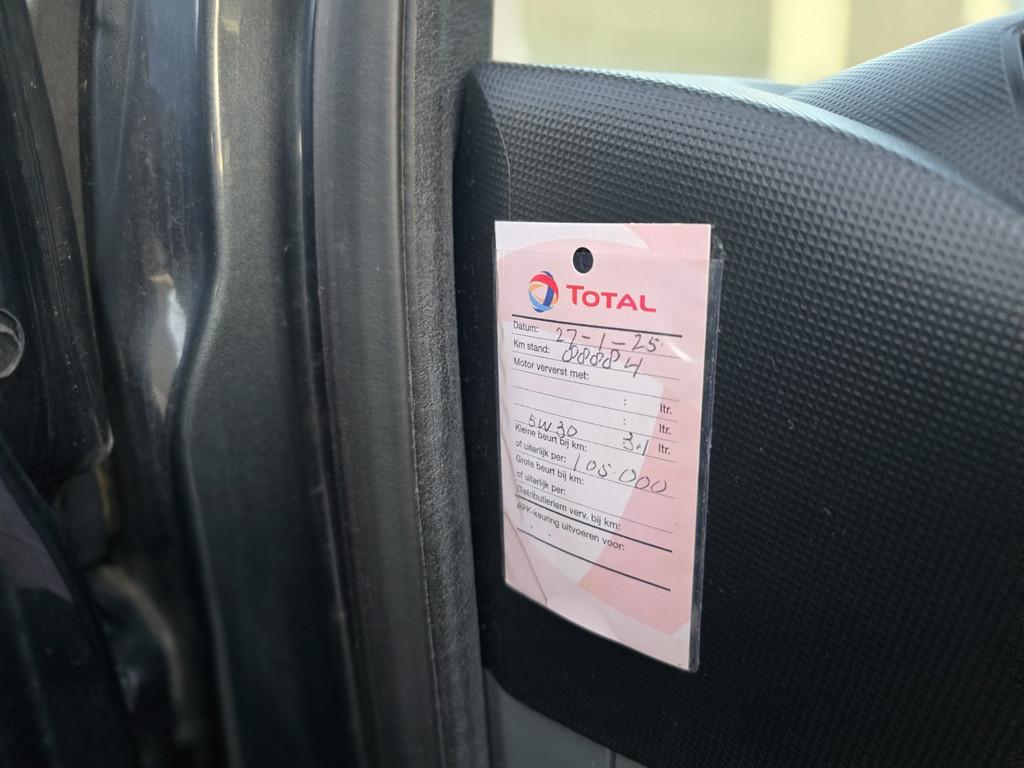 TOTAL
Datum: 27-1-25
Km stand: 88884
Motor ververst met:
: ltr.
: ltr.
5W30 3.1 ltr.
Kleine beurt bij km:
of uiterlijk per: 105.000
Grote beurt bij km:
of uiterlijk per:
Distributieriem verv. bij km:
APK-keuring uitvoeren voor: